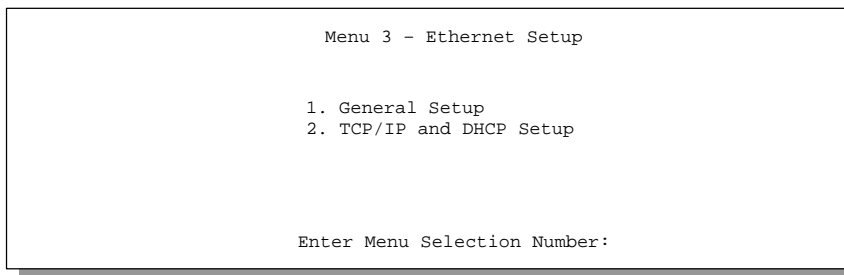 Menu 3 – Ethernet Setup
1. General Setup
2. TCP/IP and DHCP Setup
Enter Menu Selection Number: